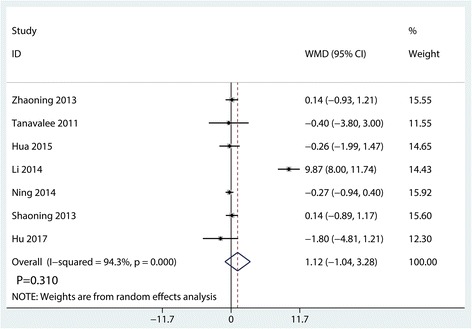 Study %
ID WMD (95% CI) Weight
Zhaoning 2013 0.14 (−0.93, 1.21) 15.55
Tanavalee 2011 −0.40 (−3.80, 3.00) 11.55
Hua 2015 −0.26 (−1.99, 1.47) 14.65
Li 2014 9.87 (8.00, 11.74) 14.43
Ning 2014 −0.27 (−0.94, 0.40) 15.92
Shaoning 2013 0.14 (−0.89, 1.17) 15.60
Hu 2017 −1.80 (−4.81, 1.21) 12.30
Overall (I−squared = 94.3%, p = 0.000) 1.12 (−1.04, 3.28) 100.00
P=0.310
NOTE: Weights are from random effects analysis
−11.7 0 11.7